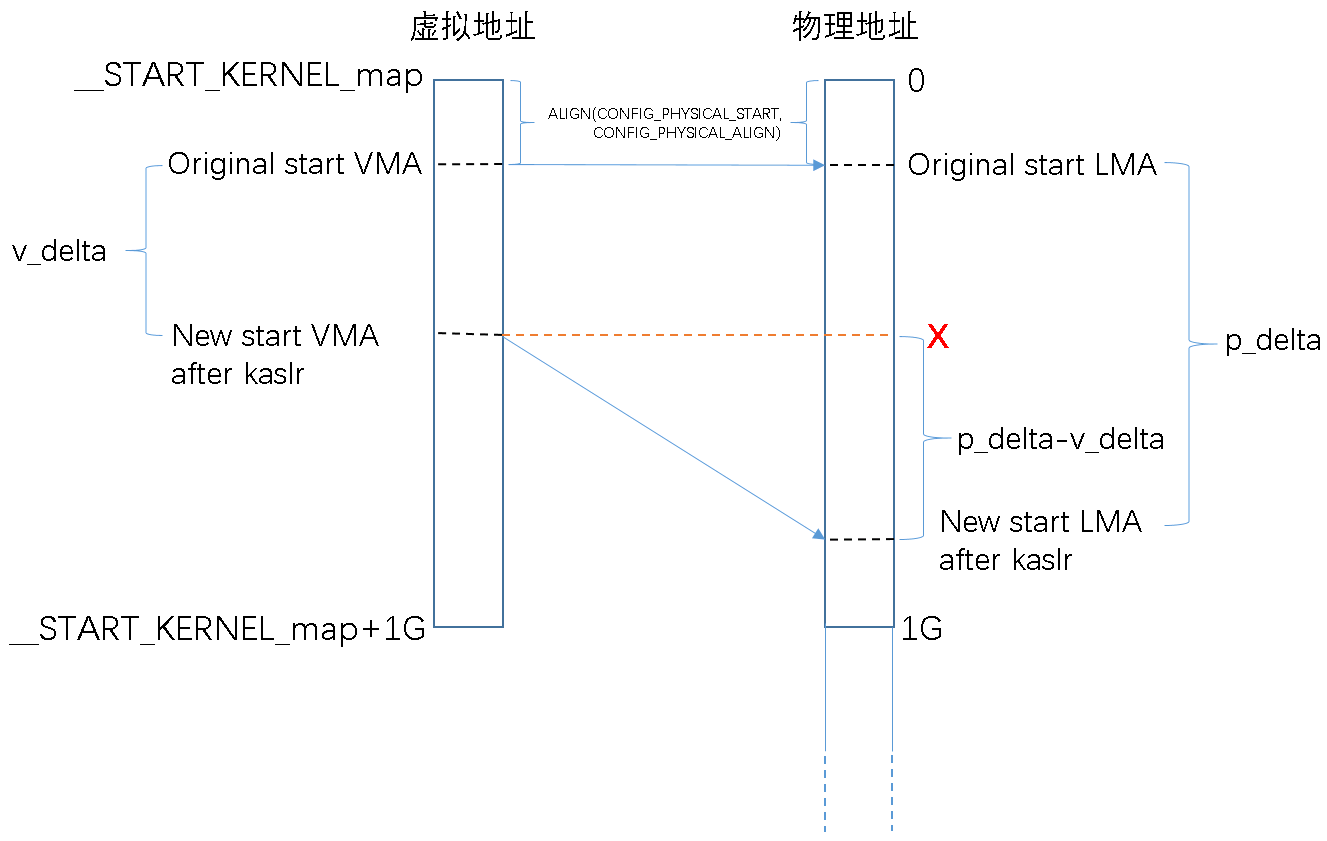 虚拟地址
物理地址
__START_KERNEL_map
0
ALIGN(CONFIG_PHYSICAL_START,
CONFIG_PHYSICAL_ALIGN)
Original start VMA
Original start LMA
v_delta
New start VMA
after kaslr
X
p_delta
p_delta-v_delta
New start LMA
after kaslr
__START_KERNEL_map+1G
1G